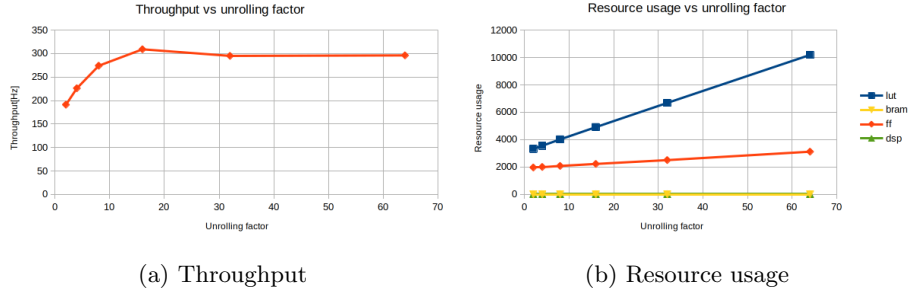 Throughput vs unrolling factor
350
300
250
200
150
100
50
0
Throughput[Hz]
0 10 20 30 40 50 60 70
Unrolling factor
(a) Throughput
Resource usage vs unrolling factor
12000
10000
8000
6000
4000
2000
0
Resource usage
0 10 20 30 40 50 60 70
Unrolling factor
lut
bram
ff
dsp
(b) Resource usage